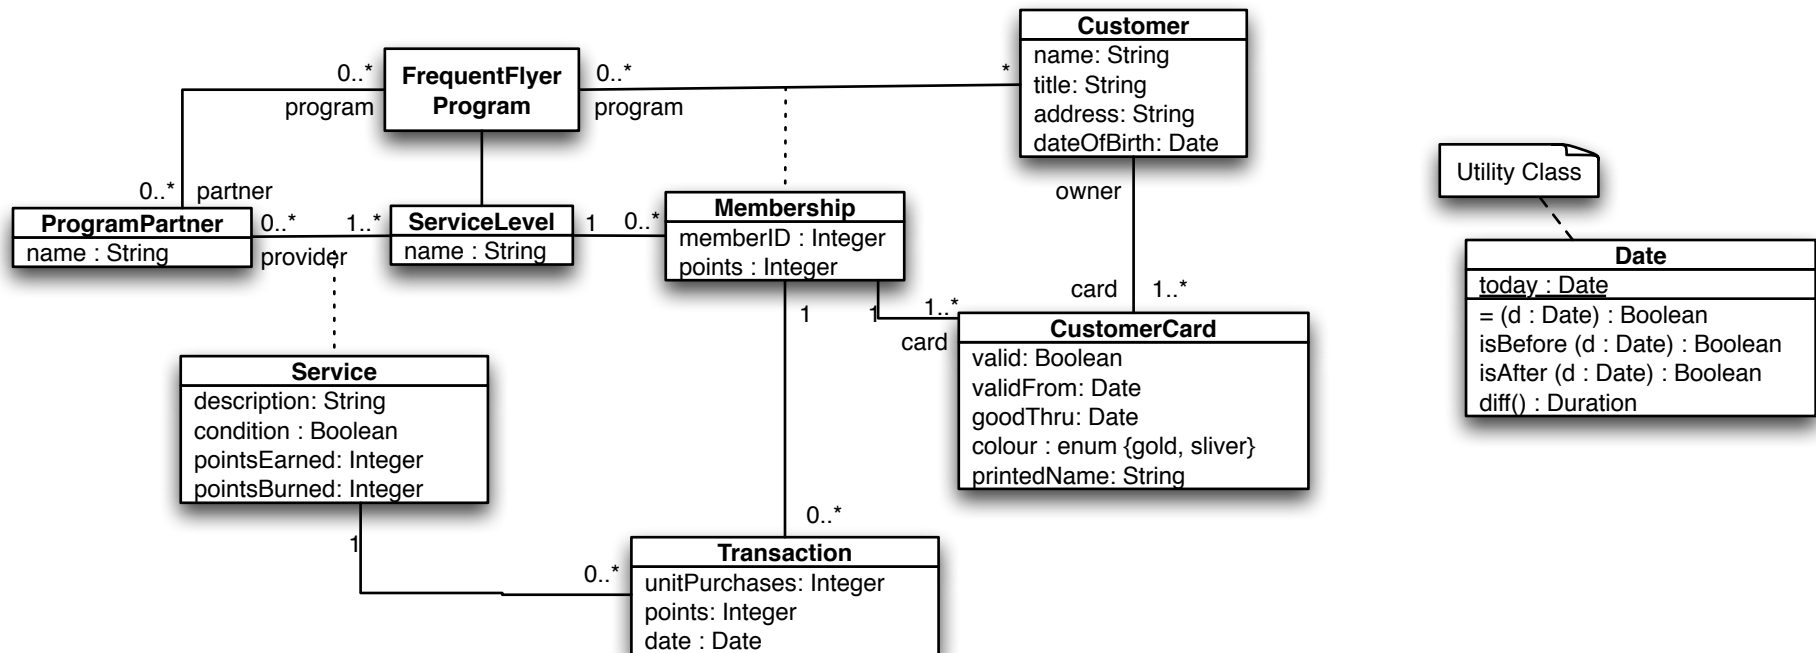 Customer
name: String
title: String
address: String
dateOfBirth: Date
0..*
FrequentFlyer
Program
0..*
*
program
program
Utility Class
owner
0..* partner
ProgramPartner
name : String
0..*
1..*
provider
ServiceLevel
name : String
1
0..*
Membership
memberID : Integer
points : Integer
Date
today : Date
= (d : Date) : Boolean
isBefore (d : Date) : Boolean
isAfter (d : Date) : Boolean
diff() : Duration
card
1..*
1
1
1..*
card
CustomerCard
valid: Boolean
validFrom: Date
goodThru: Date
colour : enum {gold, sliver}
printedName: String
Service
description: String
condition : Boolean
pointsEarned: Integer
pointsBurned: Integer
1
0..*
0..*
Transaction
unitPurchases: Integer
points: Integer
date : Date